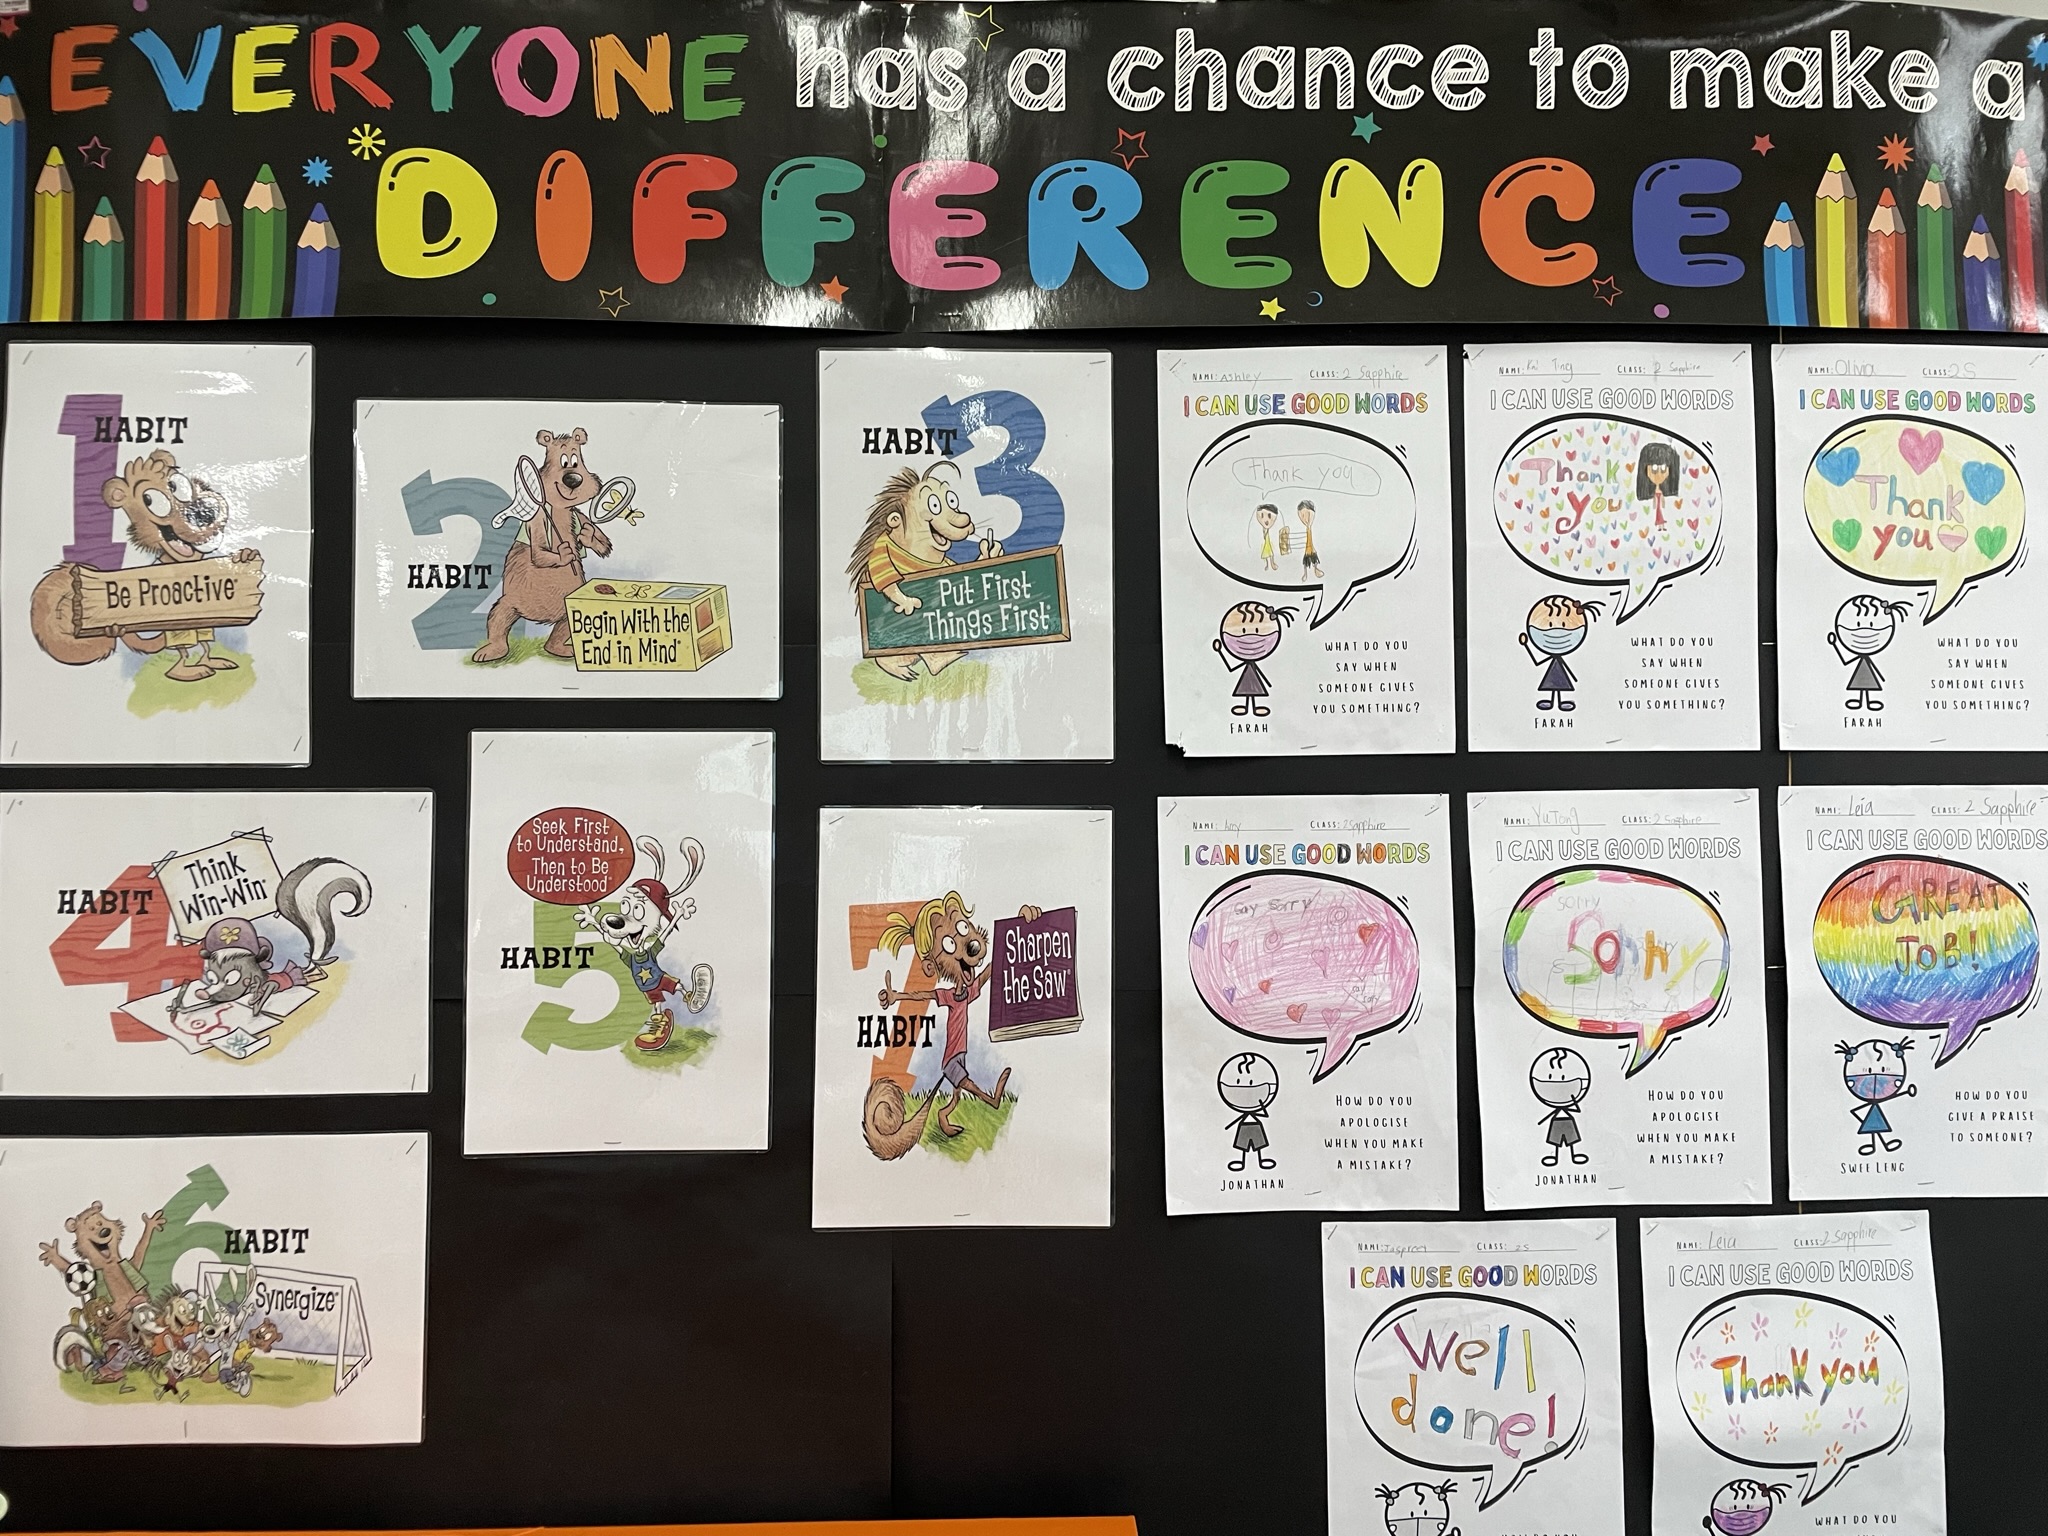 EVERYONE has a chance to make a
DIFFERENCE
1
HABIT
Be Proactive
2
HABIT
Begin With the
End in Mind
3
HABIT
Put First
Things First
4
HABIT
Think
Win-Win
5
HABIT
Seek First
to Understand,
Then to Be
Understood
6
HABIT
Synergize
7
HABIT
Sharpen
the Saw
NAME: Ashley CLASS: 2 Sapphire
I CAN USE GOOD WORDS
Thank you
WHAT DO YOU
SAY WHEN
SOMEONE GIVES
YOU SOMETHING?
FARAH
NAME: Kai Ting CLASS: 2 Sapphire
I CAN USE GOOD WORDS
Thank
you
WHAT DO YOU
SAY WHEN
SOMEONE GIVES
YOU SOMETHING?
FARAH
NAME: Olivia CLASS: 2S
I CAN USE GOOD WORDS
Thank
you
WHAT DO YOU
SAY WHEN
SOMEONE GIVES
YOU SOMETHING?
FARAH
NAME: Amy CLASS: 2 Sapphire
I CAN USE GOOD WORDS
Say sorry
say
sorry
HOW DO YOU
APOLOGISE
WHEN YOU MAKE
A MISTAKE?
JONATHAN
NAME: YuTong CLASS: 2 Sapphire
I CAN USE GOOD WORDS
sorry
Sorry
HOW DO YOU
APOLOGISE
WHEN YOU MAKE
A MISTAKE?
JONATHAN
NAME: Leia CLASS: 2 Sapphire
I CAN USE GOOD WORDS
GREAT
JOB!
HOW DO YOU
GIVE A PRAISE
TO SOMEONE?
SWEE LENG
NAME: CLASS: 2S
I CAN USE GOOD WORDS
Well
done!
NAME: Leia CLASS: 2 Sapphire
I CAN USE GOOD WORDS
Thank you
WHAT DO YOU